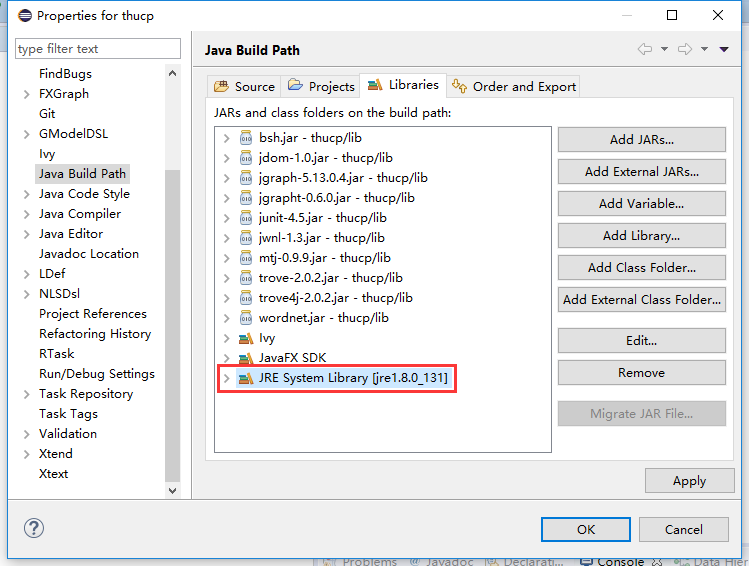 Properties for thucp
type filter text
FindBugs
FXGraph
Git
GModelDSL
Ivy
Java Build Path
Java Code Style
Java Compiler
Java Editor
Javadoc Location
LDef
NLSDsl
Project References
Refactoring History
RTask
Run/Debug Settings
Task Repository
Task Tags
Validation
Xtend
Xtext
Java Build Path
Source
Projects
Libraries
Order and Export
JARs and class folders on the build path:
bsh.jar - thucp/lib
jdom-1.0.jar - thucp/lib
jgraph-5.13.0.4.jar - thucp/lib
jgrapht-0.6.0.jar - thucp/lib
junit-4.5.jar - thucp/lib
jwnl-1.3.jar - thucp/lib
mtj-0.9.9.jar - thucp/lib
trove-2.0.2.jar - thucp/lib
trove4j-2.0.2.jar - thucp/lib
wordnet.jar - thucp/lib
Ivy
JavaFX SDK
JRE System Library [jre1.8.0_131]
Add JARs...
Add External JARs...
Add Variable...
Add Library...
Add Class Folder...
Add External Class Folder...
Edit...
Remove
Migrate JAR File...
Apply
OK
Cancel
Problems
Javadoc
Declarati...
Console
Data Hier